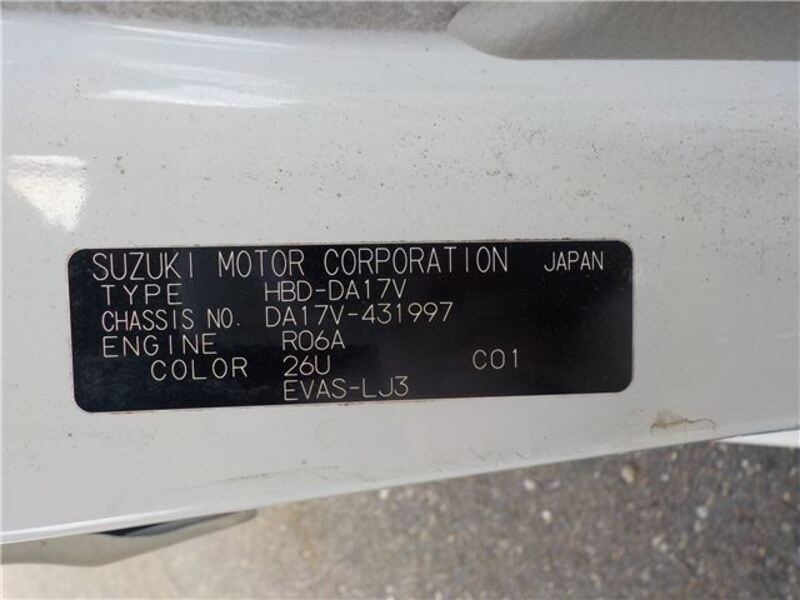 SUZUKI MOTOR CORPORATION JAPAN
TYPE HBD-DA17V
CHASSIS NO. DA17V-431997
ENGINE R06A
COLOR 26U C01
EVAS-LJ3